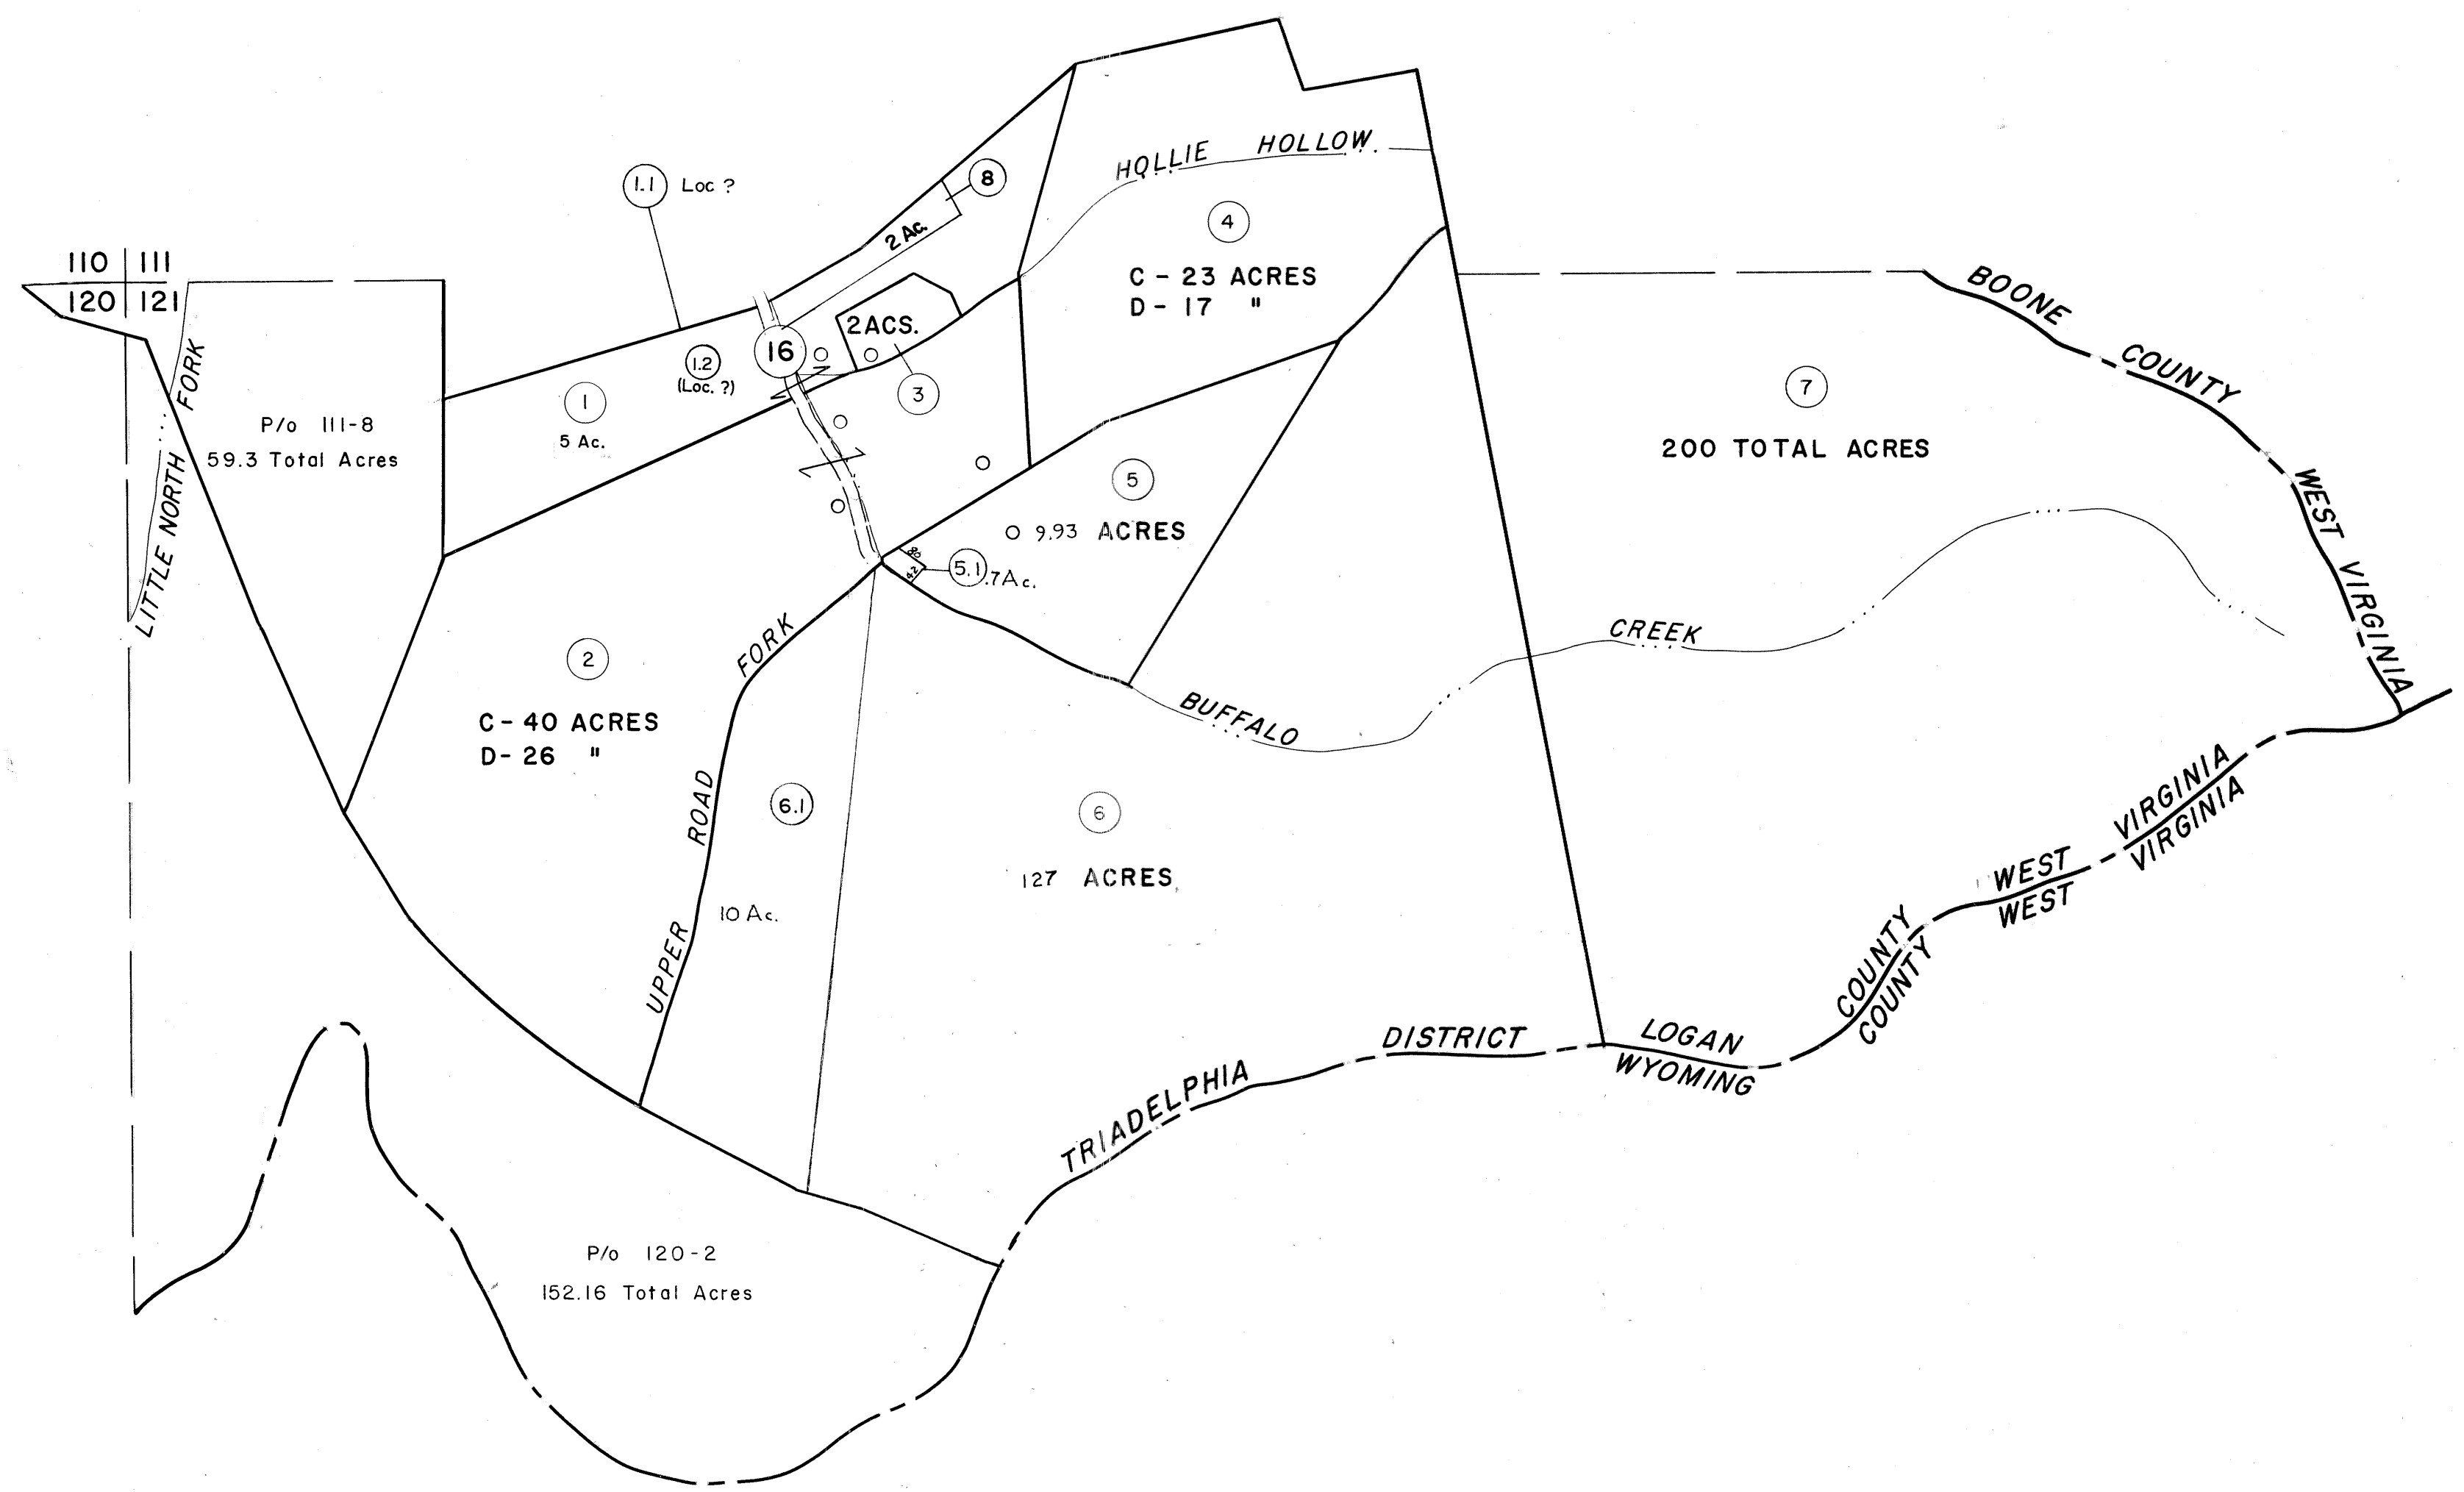 110 111
120 121
LITTLE NORTH FORK
P/o 111-8
59.3 Total Acres
1.1 Loc ?
1.2
(Loc. ?)
1
5 Ac.
16
2 Ac.
8
2ACS.
3
HOLLIE HOLLOW.
4
C - 23 ACRES
D - 17 "
5
9.93 ACRES
80
42
5.1 .7Ac.
7
200 TOTAL ACRES
BOONE COUNTY WEST VIRGINIA
2
C - 40 ACRES
D - 26 "
UPPER ROAD FORK
6.1
10 Ac.
6
127 ACRES
BUFFALO CREEK
TRIADELPHIA DISTRICT
LOGAN COUNTY WEST VIRGINIA
WYOMING COUNTY WEST VIRGINIA
P/o 120-2
152.16 Total Acres